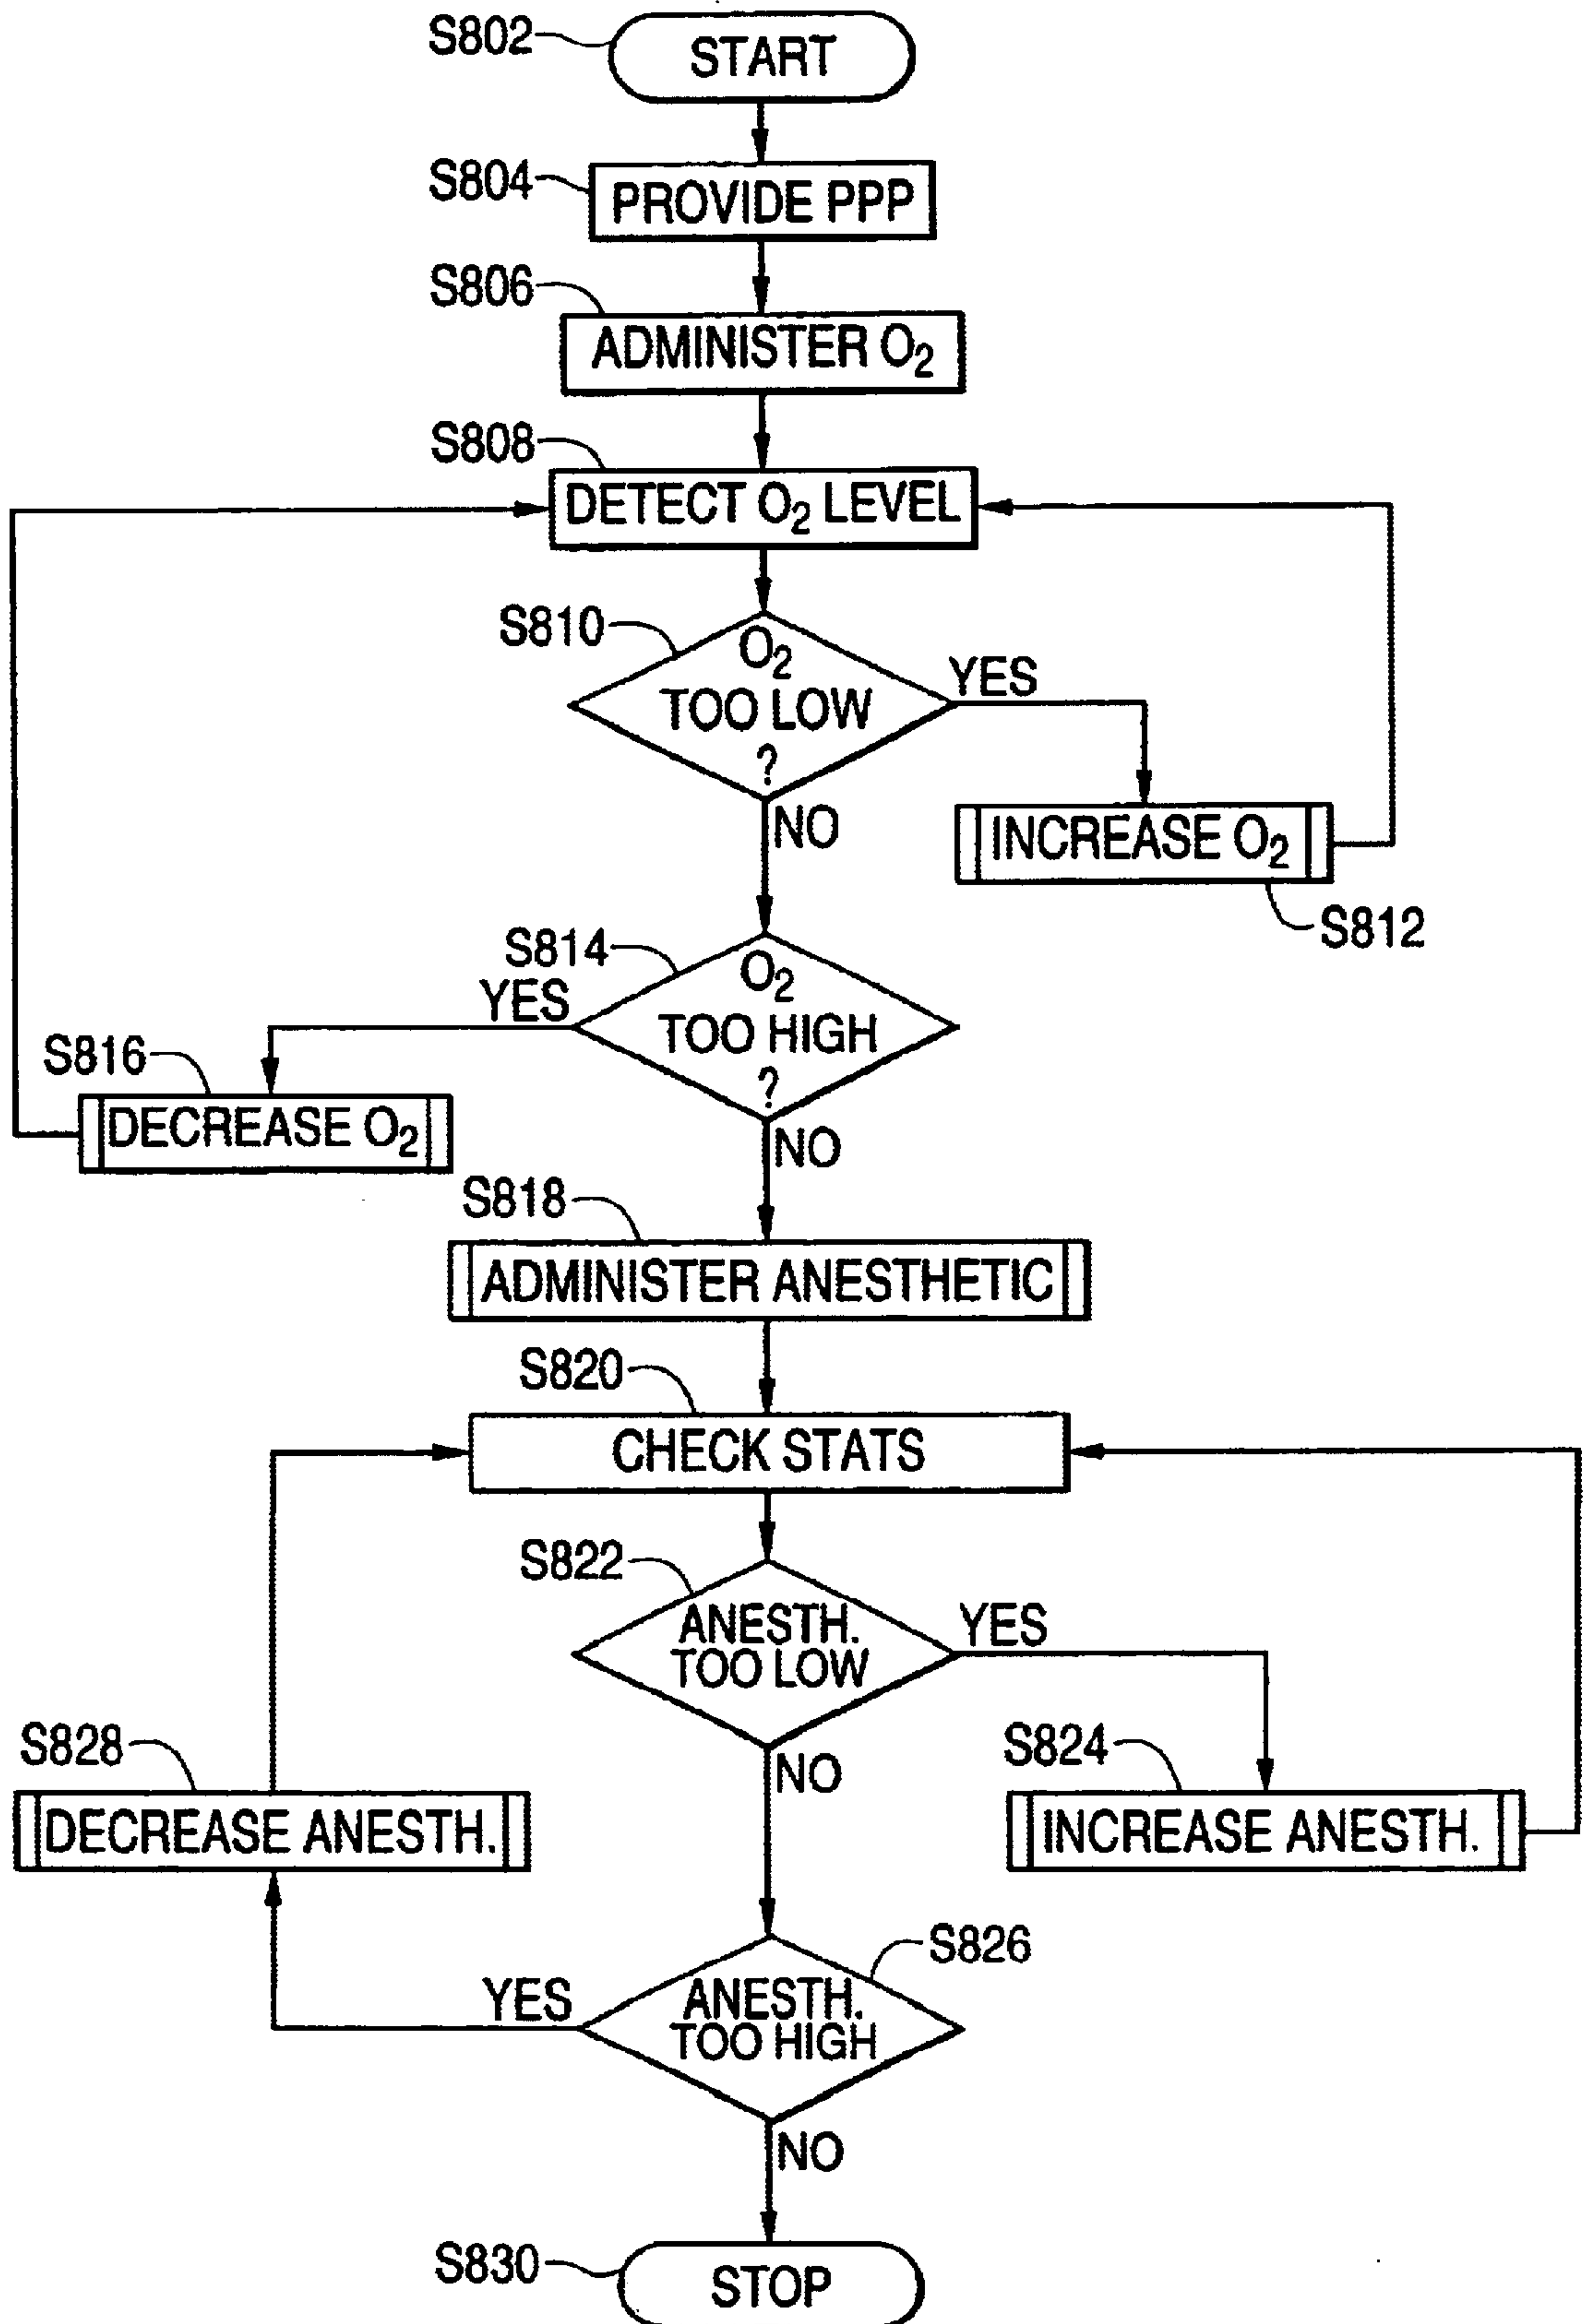 S802
START
S804
PROVIDE PPP
S806
ADMINISTER O₂
S808
DETECT O₂ LEVEL
S810
O₂
TOO LOW
?
YES
NO
INCREASE O₂
S812
S814
O₂
TOO HIGH
?
YES
NO
S816
DECREASE O₂
S818
ADMINISTER ANESTHETIC
S820
CHECK STATS
S822
ANESTH.
TOO LOW
YES
NO
S824
INCREASE ANESTH.
S828
DECREASE ANESTH.
S826
ANESTH.
TOO HIGH
YES
NO
S830
STOP